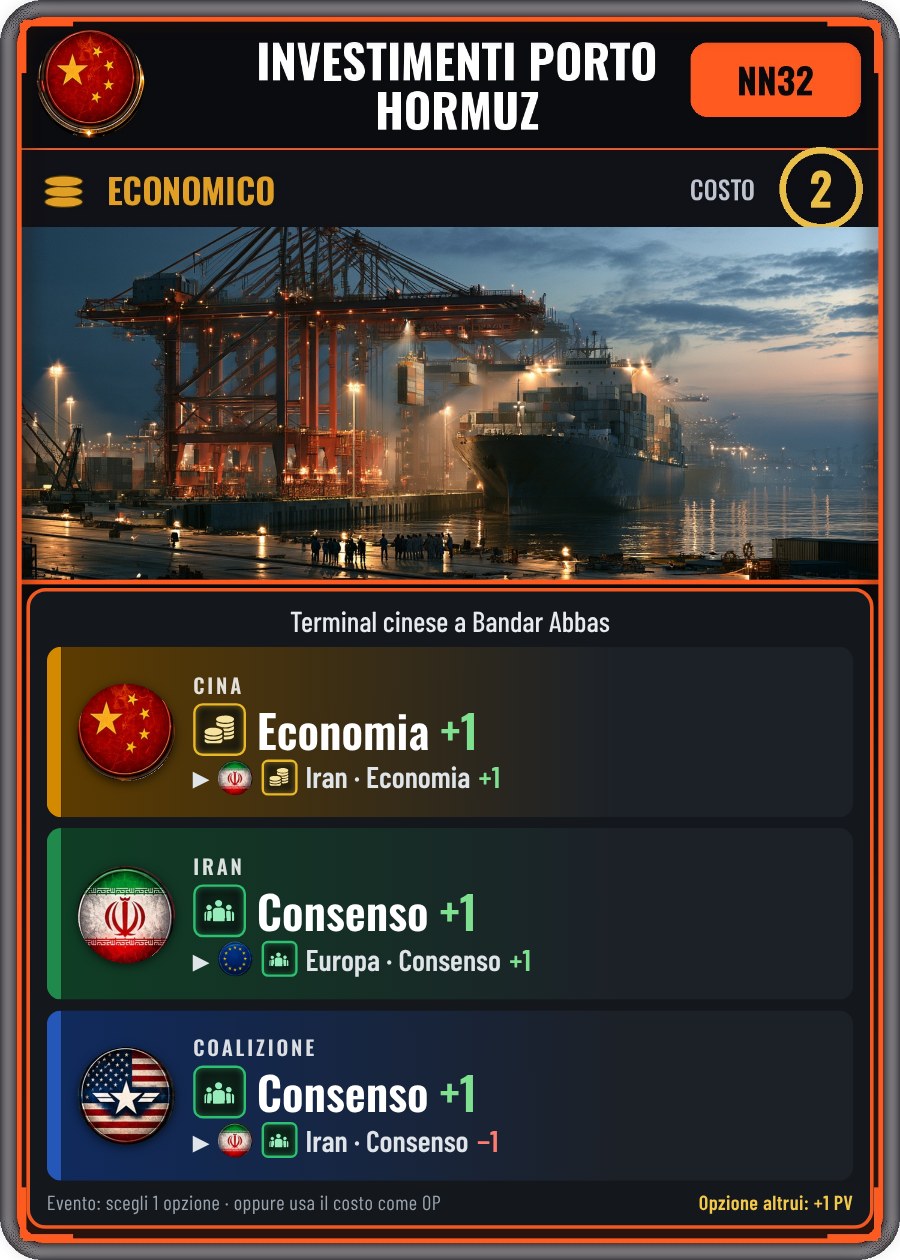 INVESTIMENTI PORTO
HORMUZ
NN32
ECONOMICO
COSTO
2
Terminal cinese a Bandar Abbas
CINA
Economia +1
▶ Iran · Economia +1
IRAN
Consenso +1
▶ Europa · Consenso +1
COALIZIONE
Consenso +1
▶ Iran · Consenso −1
Evento: scegli 1 opzione · oppure usa il costo come OP
Opzione altrui: +1 PV